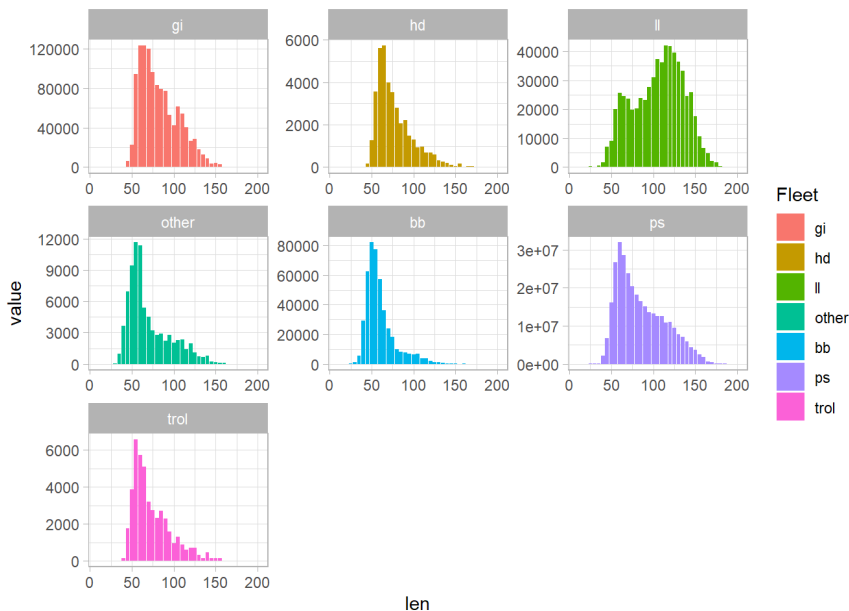 gi
hd
ll
120000
80000
40000
0
6000
4000
2000
0
40000
30000
20000
10000
0
0 50 100 150 200
0 50 100 150 200
0 50 100 150 200
other
bb
ps
12000
9000
6000
3000
0
80000
60000
40000
20000
0
3e+07
2e+07
1e+07
0e+00
0 50 100 150 200
0 50 100 150 200
0 50 100 150 200
trol
6000
4000
2000
0
0 50 100 150 200
value
len
Fleet
gi
hd
ll
other
bb
ps
trol